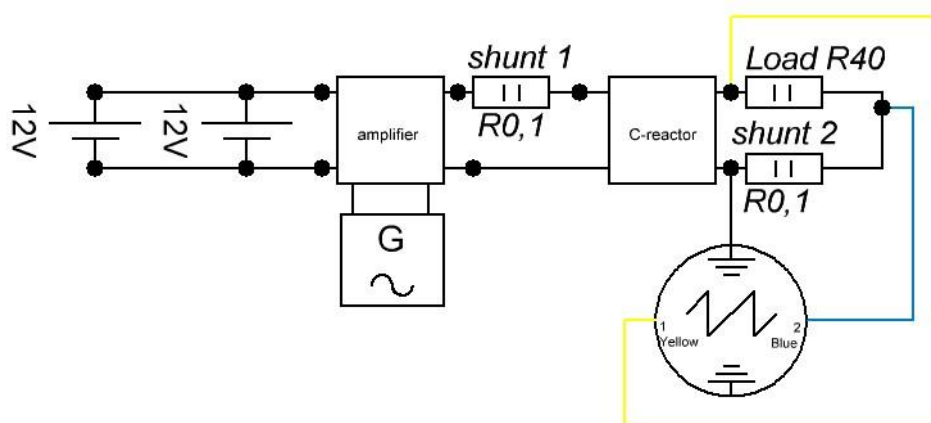 shunt 1
Load R40
12V
12V
amplifier
R0,1
C-reactor
shunt 2
R0,1
G
1
Yellow
2
Blue